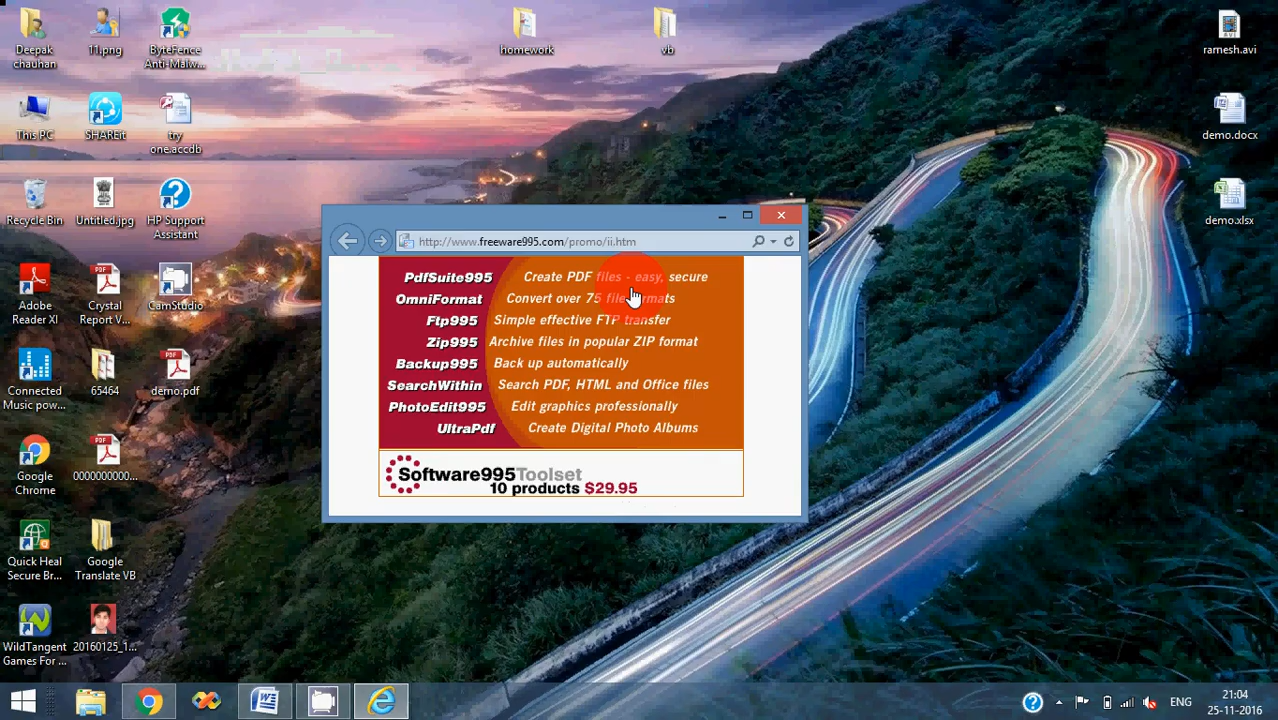 Deepak
chauhan
11.png
ByteFence
Anti-Malw...
homework
vb
ramesh.avi
This PC
SHAREit
try
one.accdb
demo.docx
Recycle Bin
Untitled.jpg
HP Support
Assistant
demo.xlsx
Adobe
Reader XI
Crystal
Report V...
CamStudio
Connected
Music pow...
65464
demo.pdf
Google
Chrome
0000000000...
Quick Heal
Secure Br...
Google
Translate VB
WildTangent
Games For ...
20160125_1...
http://www.freeware995.com/promo/ii.htm
PdfSuite995 Create PDF files - easy, secure
OmniFormat Convert over 75 file formats
Ftp995 Simple effective FTP transfer
Zip995 Archive files in popular ZIP format
Backup995 Back up automatically
SearchWithin Search PDF, HTML and Office files
PhotoEdit995 Edit graphics professionally
UltraPdf Create Digital Photo Albums
Software995Toolset
10 products $29.95
ENG
21:04
25-11-2016